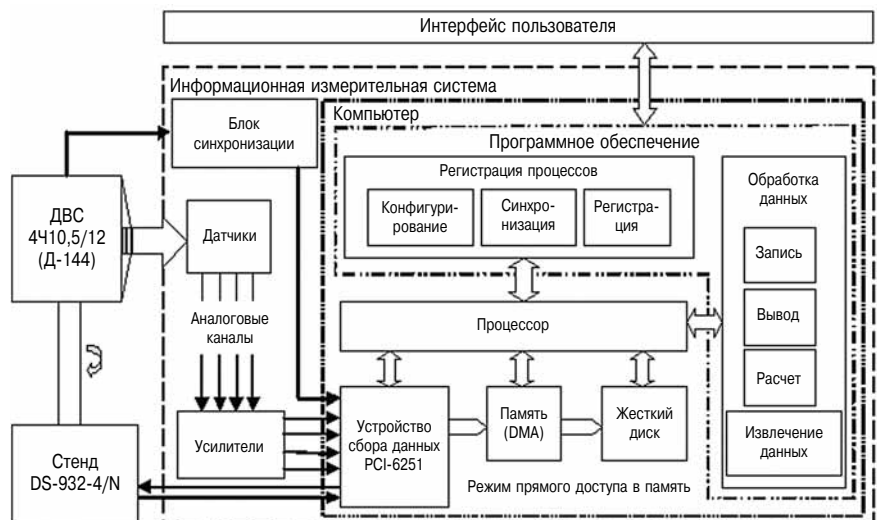 Интерфейс пользователя
Информационная измерительная система
Компьютер
Блок
синхронизации
Программное обеспечение
Регистрация процессов
Конфигури-
рование
Синхро-
низация
Регистра-
ция
Обработка
данных
Запись
Вывод
Расчет
Извлечение
данных
ДВС
4Ч10,5/12
(Д-144)
Датчики
Аналоговые
каналы
Процессор
Усилители
Устройство
сбора данных
PCI-6251
Память
(DMA)
Жесткий
диск
Стенд
DS-932-4/N
Режим прямого доступа в память